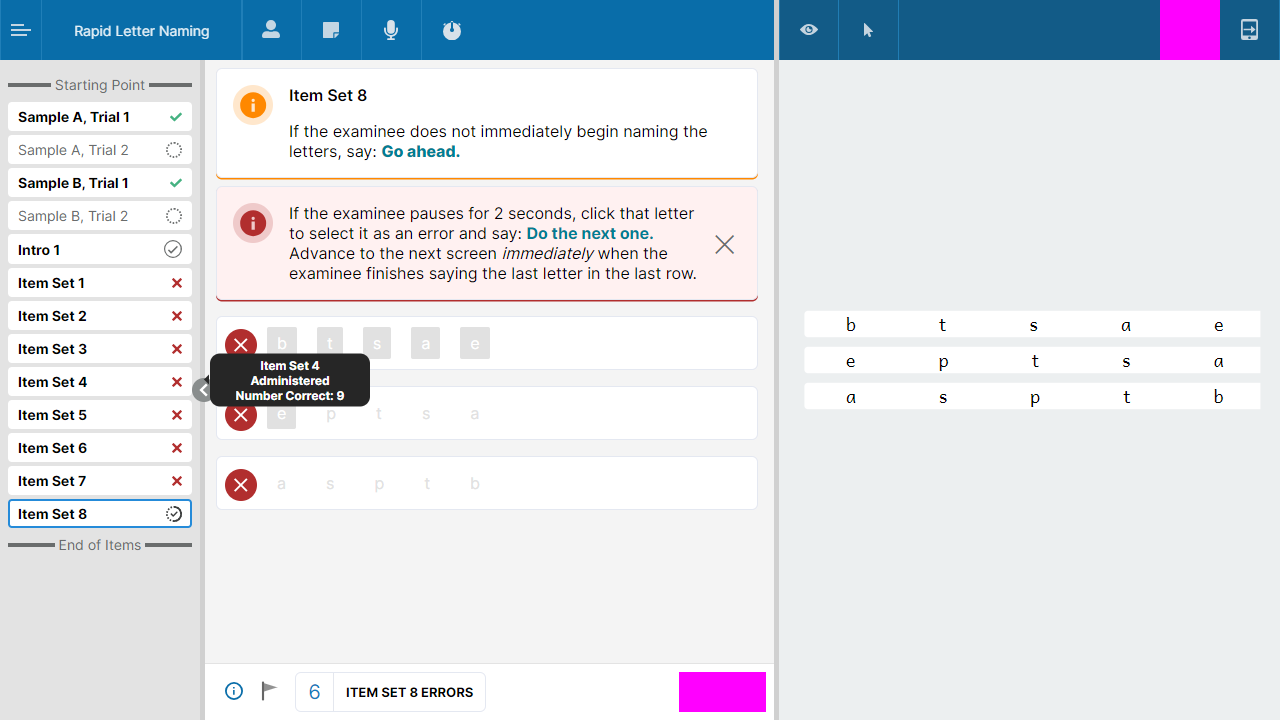 Rapid Letter Naming
Starting Point
Sample A, Trial 1
Sample A, Trial 2
Sample B, Trial 1
Sample B, Trial 2
Intro 1
Item Set 1
Item Set 2
Item Set 3
Item Set 4
Item Set 5
Item Set 6
Item Set 7
Item Set 8
End of Items
Item Set 8
If the examinee does not immediately begin naming the
letters, say: Go ahead.
If the examinee pauses for 2 seconds, click that letter
to select it as an error and say: Do the next one.
Advance to the next screen immediately when the
examinee finishes saying the last letter in the last row.
b t s a e
Item Set 4
Administered
Number Correct: 9
e p t s a
a s p t b
6 ITEM SET 8 ERRORS
b t s a e
e p t s a
a s p t b